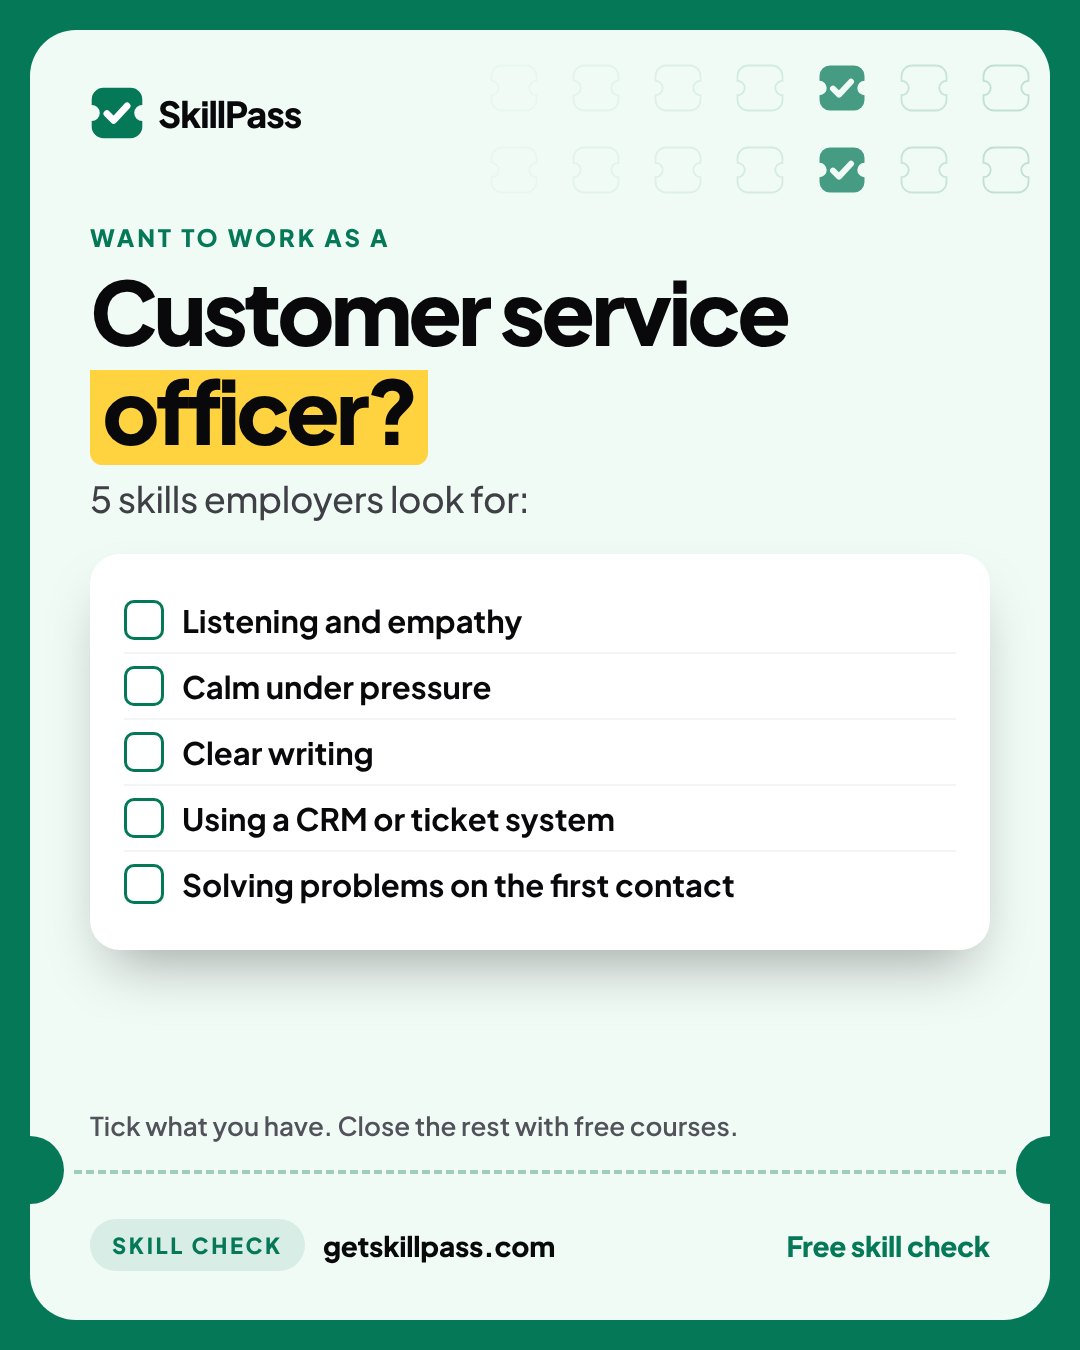 SkillPass
WANT TO WORK AS A
Customer service
officer?
5 skills employers look for:
Listening and empathy
Calm under pressure
Clear writing
Using a CRM or ticket system
Solving problems on the first contact
Tick what you have. Close the rest with free courses.
SKILL CHECK getskillpass.com Free skill check